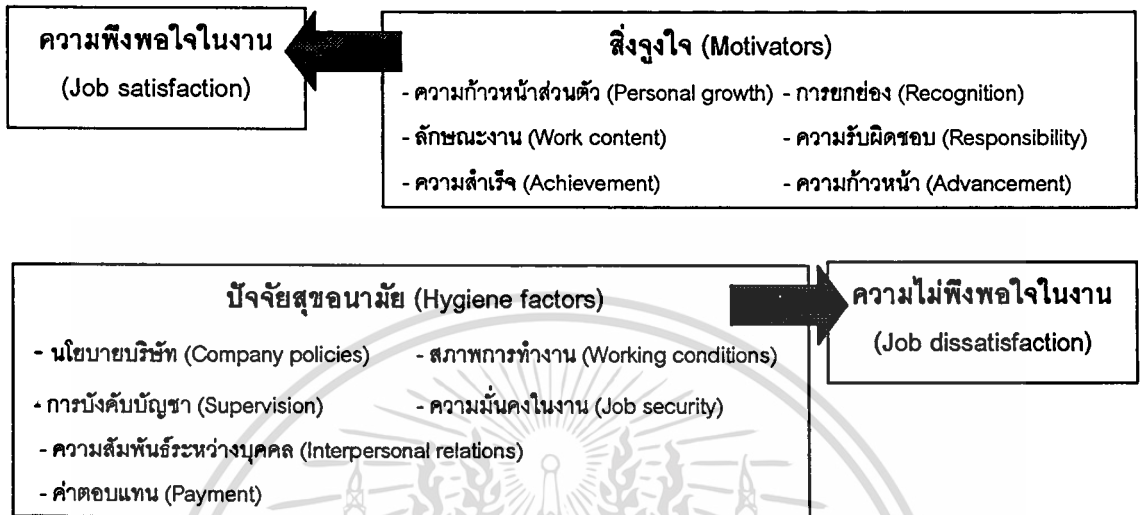 ความพึงพอใจในงาน
(Job satisfaction)
สิ่งจูงใจ (Motivators)
- ความก้าวหน้าส่วนตัว (Personal growth) - การยกย่อง (Recognition)
- ลักษณะงาน (Work content) - ความรับผิดชอบ (Responsibility)
- ความสำเร็จ (Achievement) - ความก้าวหน้า (Advancement)
ปัจจัยสุขอนามัย (Hygiene factors)
- นโยบายบริษัท (Company policies) - สภาพการทำงาน (Working conditions)
- การบังคับบัญชา (Supervision) - ความมั่นคงในงาน (Job security)
- ความสัมพันธ์ระหว่างบุคคล (Interpersonal relations)
- ค่าตอบแทน (Payment)
ความไม่พึงพอใจในงาน
(Job dissatisfaction)